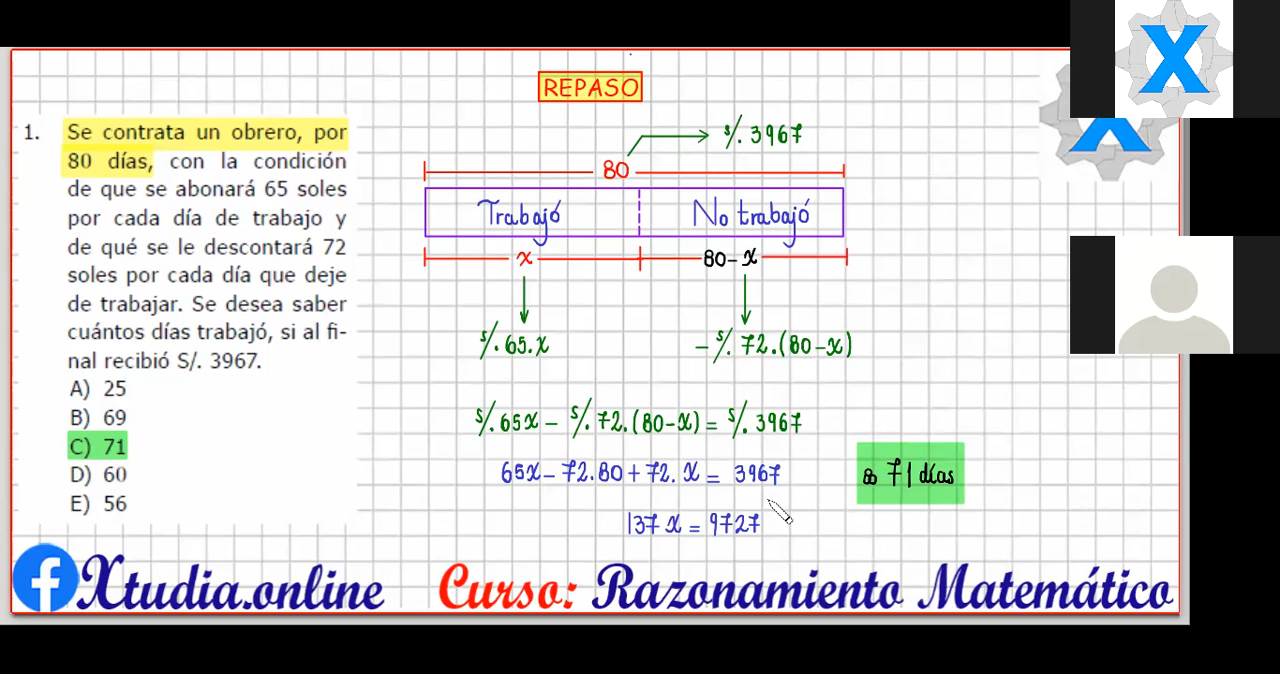 REPASO
1. Se contrata un obrero, por
80 días, con la condición
de que se abonará 65 soles
por cada día de trabajo y
de qué se le descontará 72
soles por cada día que deje
de trabajar. Se desea saber
cuántos días trabajó, si al fi-
nal recibió S/. 3967.
A) 25
B) 69
C) 71
D) 60
E) 56
S/. 3967
80
Trabajó No trabajó
x 80-x
S/. 65.x -S/. 72.(80-x)
S/. 65x - S/. 72.(80-x) = S/. 3967
65x - 72.80 + 72.x = 3967
137x = 9727
71 días
Xtudia.online Curso: Razonamiento Matemático